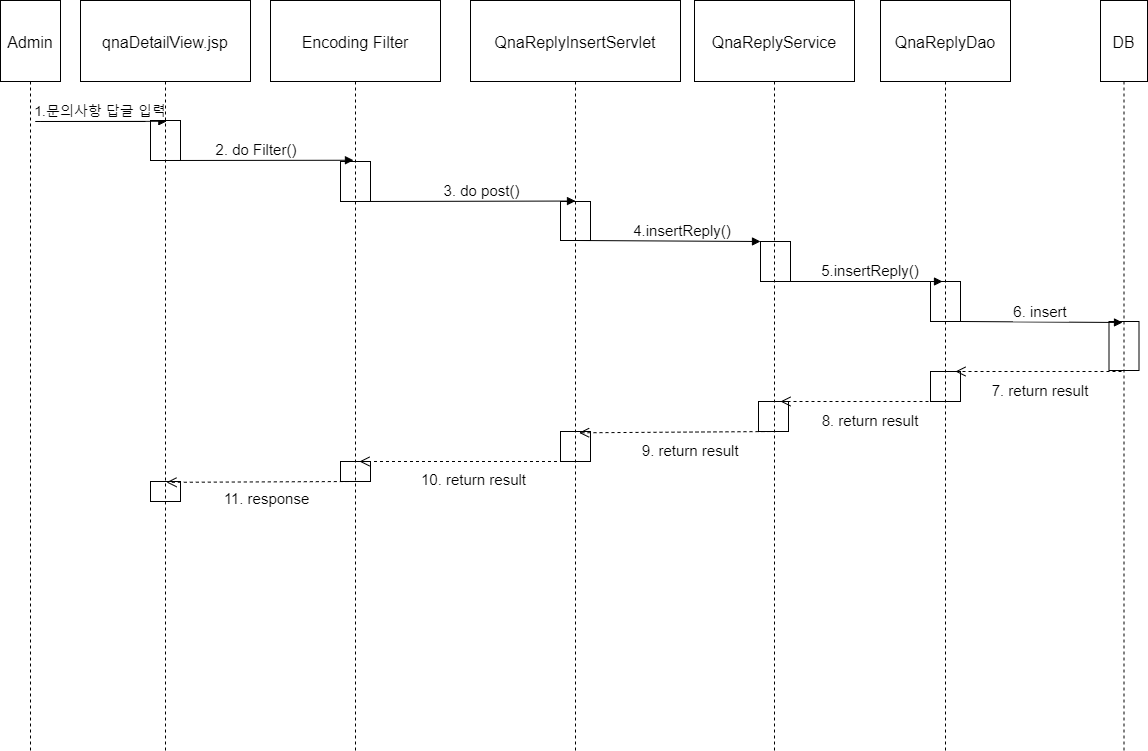 Admin
qnaDetailView.jsp
Encoding Filter
QnaReplyInsertServlet
QnaReplyService
QnaReplyDao
DB
1.문의사항 답글 입력
2. do Filter()
3. do post()
4.insertReply()
5.insertReply()
6. insert
7. return result
8. return result
9. return result
10. return result
11. response